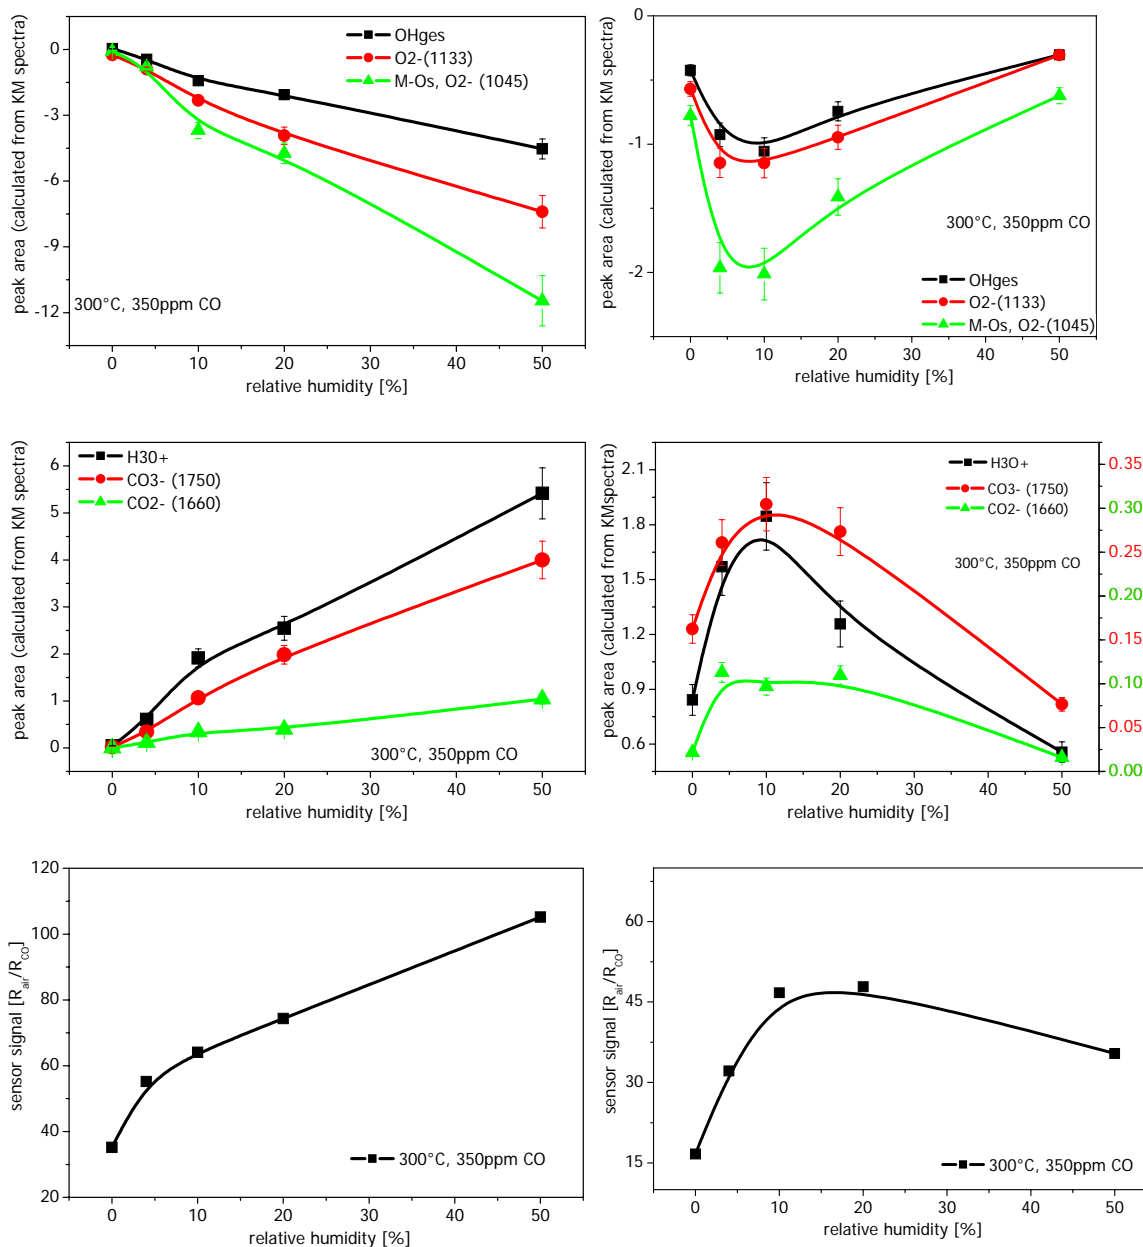 peak area (calculated from KM spectra)
0
-3
-6
-9
-12
OHges
O2-(1133)
M-Os, O2- (1045)
300°C, 350ppm CO
0 10 20 30 40 50
relative humidity [%]
peak area (calculated from KM spectra)
0
-1
-2
300°C, 350ppm CO
OHges
O2-(1133)
M-Os, O2-(1045)
0 10 20 30 40 50
relative humidity [%]
peak area (calculated from KM spectra)
6
5
4
3
2
1
0
H30+
CO3- (1750)
CO2- (1660)
300°C, 350ppm CO
0 10 20 30 40 50
relative humidity [%]
peak area (calculated from KMspectra)
2.1
1.8
1.5
1.2
0.9
0.6
H3O+
CO3- (1750)
CO2- (1660)
300°C, 350ppm CO
0.35
0.30
0.25
0.20
0.15
0.10
0.05
0.00
0 10 20 30 40 50
relative humidity [%]
sensor signal [Rair/RCO]
120
100
80
60
40
20
300°C, 350ppm CO
0 10 20 30 40 50
relative humidity [%]
sensor signal [Rair/RCO]
60
45
30
15
300°C, 350ppm CO
0 10 20 30 40 50
relative humidity [%]